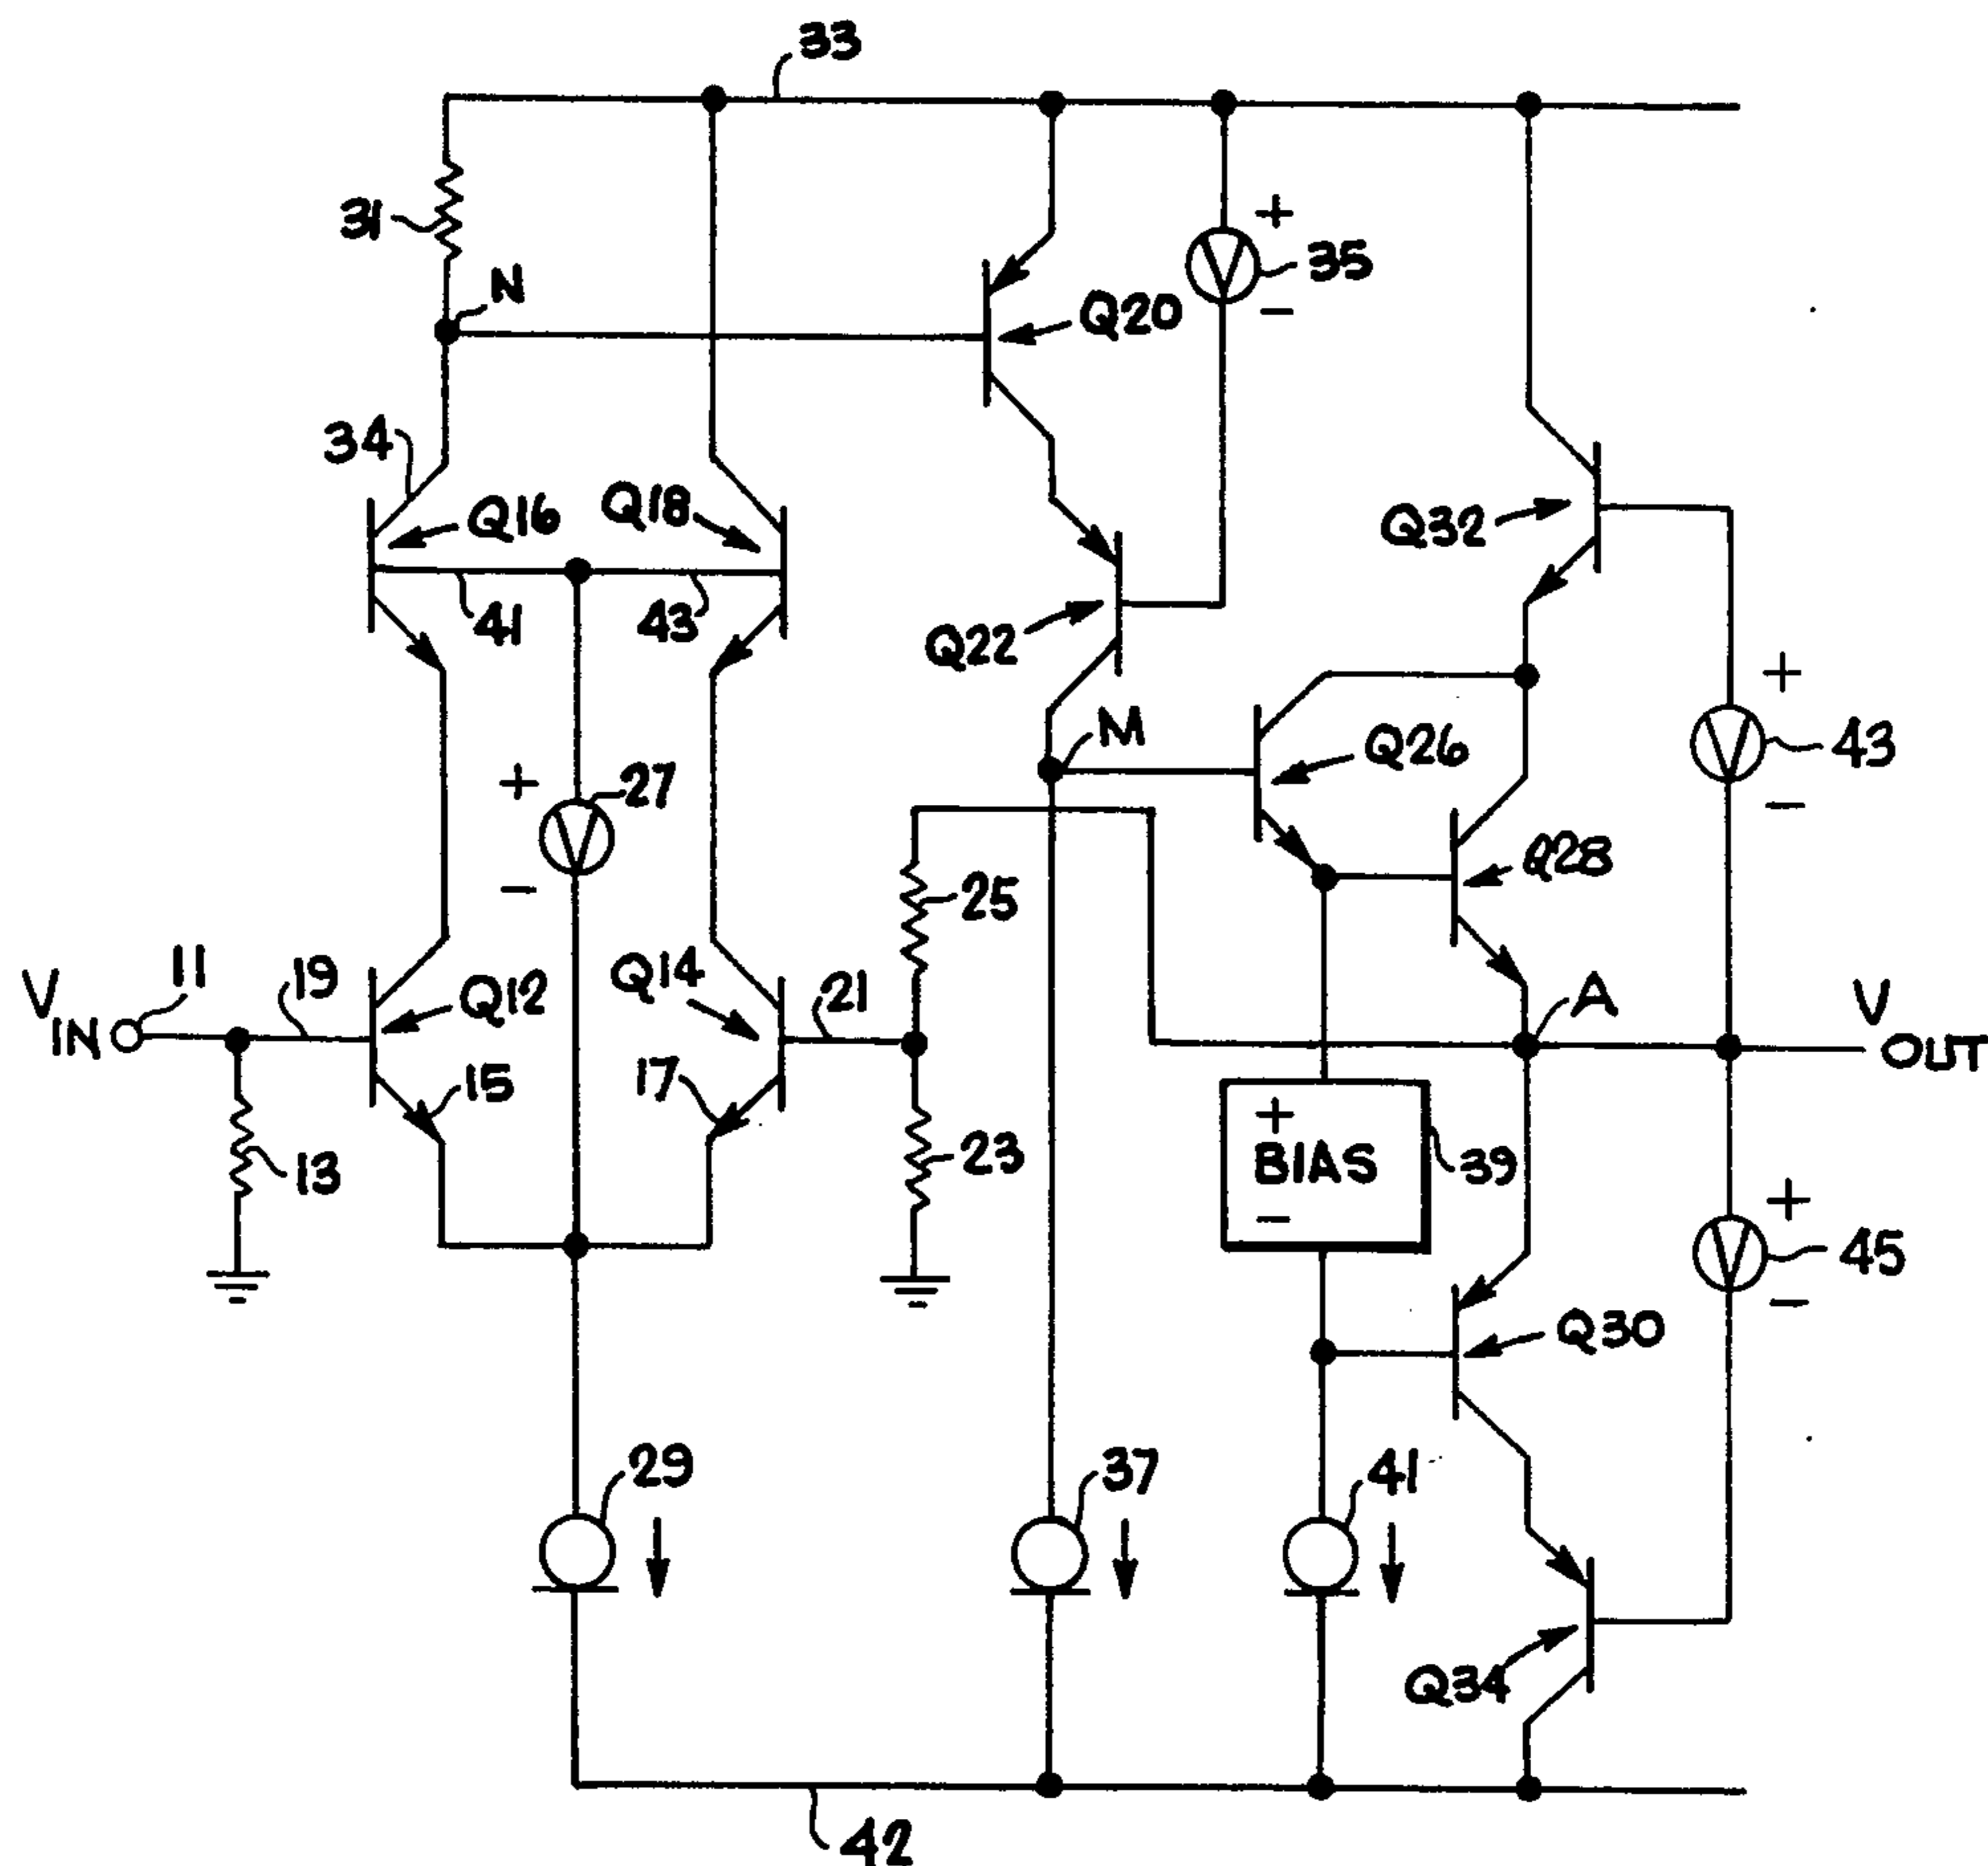 33
31
N
+
35
−
Q20
34
Q16
Q18
Q32
41
43
Q22
+
M
Q26
43
+
27
−
−
Q28
25
11
19
Q12
Q14
21
A
V IN
V OUT
15
17
+
BIAS
−
39
13
23
+
45
−
Q30
29
37
41
Q34
42